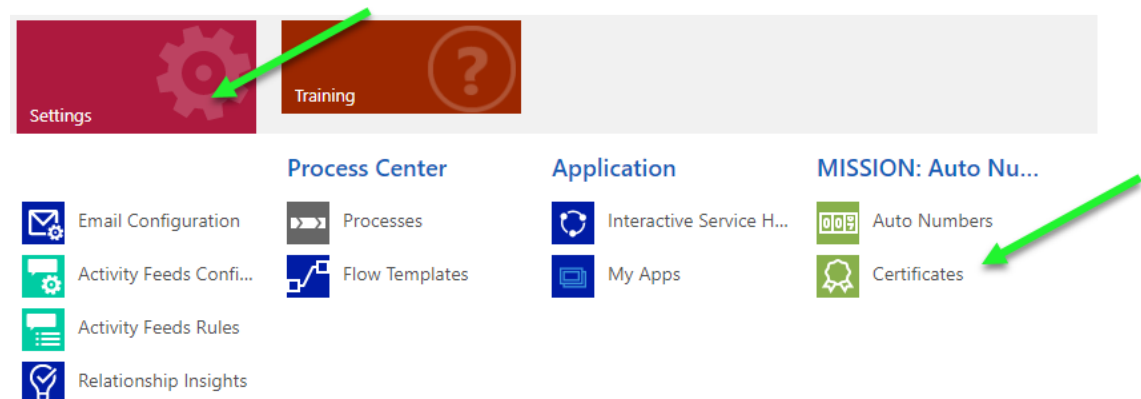 Settings
Training
Process Center
Application
MISSION: Auto Nu...
Email Configuration
Processes
Interactive Service H...
Auto Numbers
Activity Feeds Confi...
Flow Templates
My Apps
Certificates
Activity Feeds Rules
Relationship Insights